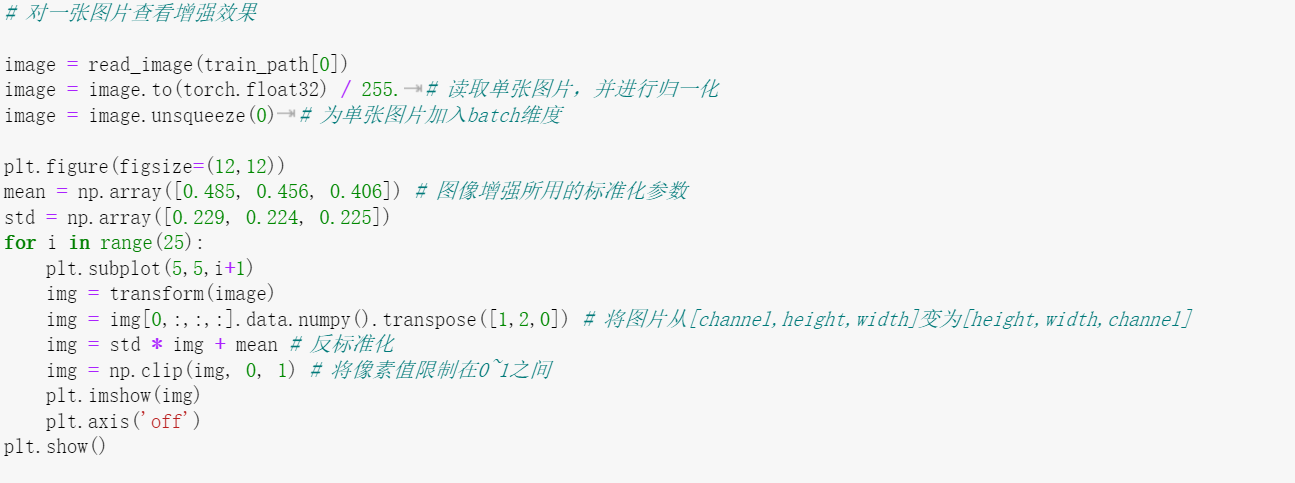 # 对一张图片查看增强效果
image = read_image(train_path[0])
image = image.to(torch.float32) / 255. # 读取单张图片，并进行归一化
image = image.unsqueeze(0) # 为单张图片加入batch维度
plt.figure(figsize=(12,12))
mean = np.array([0.485, 0.456, 0.406]) # 图像增强所用的标准化参数
std = np.array([0.229, 0.224, 0.225])
for i in range(25):
    plt.subplot(5,5,i+1)
    img = transform(image)
    img = img[0,:,:,:].data.numpy().transpose([1,2,0]) # 将图片从[channel,height,width]变为[height,width,channel]
    img = std * img + mean # 反标准化
    img = np.clip(img, 0, 1) # 将像素值限制在0~1之间
    plt.imshow(img)
    plt.axis('off')
plt.show()